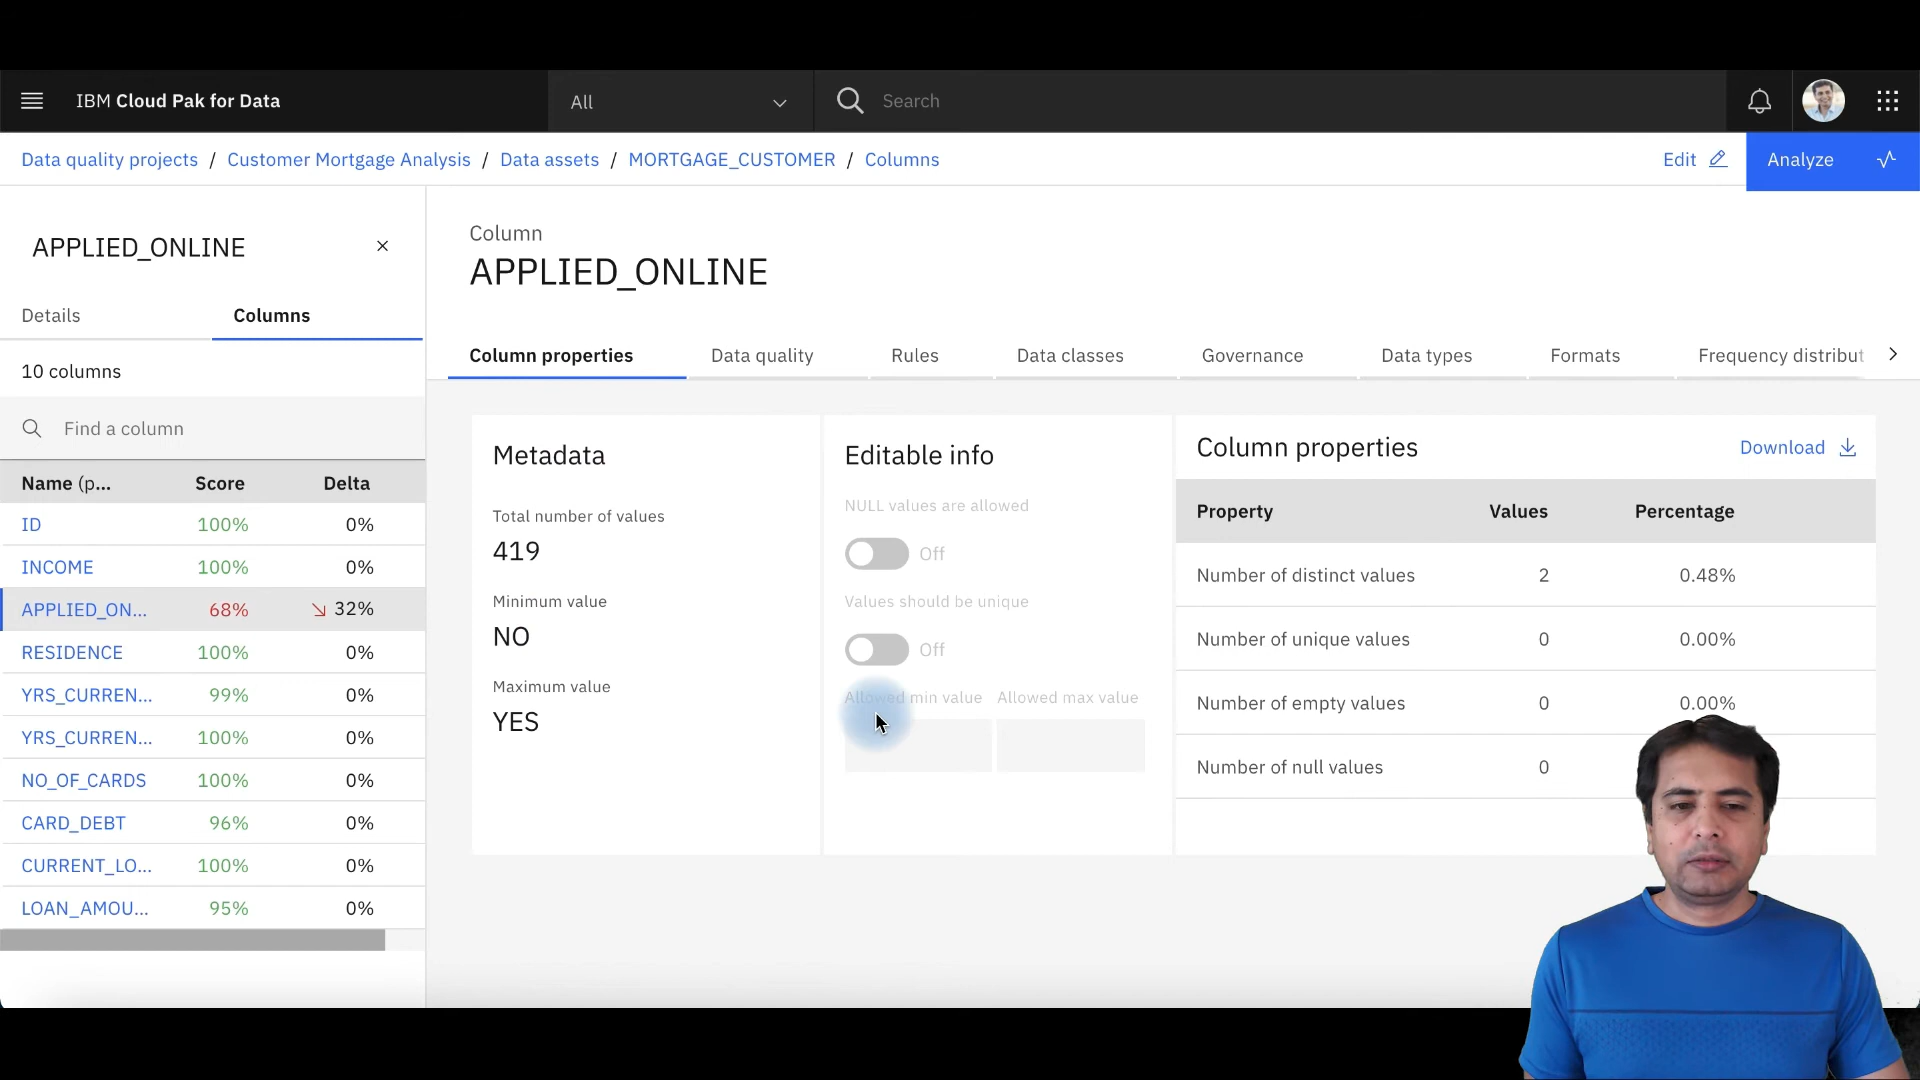 IBM Cloud Pak for Data
All
Search
Data quality projects / Customer Mortgage Analysis / Data assets / MORTGAGE_CUSTOMER / Columns
Edit
Analyze
APPLIED_ONLINE
Details Columns
10 columns
Find a column
Name (p... Score Delta
ID 100% 0%
INCOME 100% 0%
APPLIED_ON... 68% 32%
RESIDENCE 100% 0%
YRS_CURREN... 99% 0%
YRS_CURREN... 100% 0%
NO_OF_CARDS 100% 0%
CARD_DEBT 96% 0%
CURRENT_LO... 100% 0%
LOAN_AMOU... 95% 0%
Column
APPLIED_ONLINE
Column properties Data quality Rules Data classes Governance Data types Formats Frequency distribut
Metadata
Total number of values
419
Minimum value
NO
Maximum value
YES
Editable info
NULL values are allowed
Off
Values should be unique
Off
Allowed min value Allowed max value
Column properties
Download
Property Values Percentage
Number of distinct values 2 0.48%
Number of unique values 0 0.00%
Number of empty values 0 0.00%
Number of null values 0